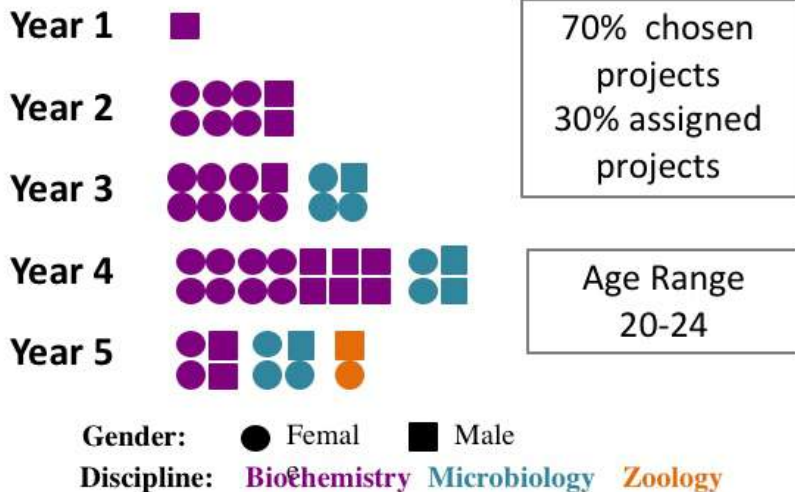 Year 1
Year 2
Year 3
Year 4
Year 5
70% chosen
projects
30% assigned
projects
Age Range
20-24
Gender: Femal Male
e
Discipline: Biochemistry Microbiology Zoology